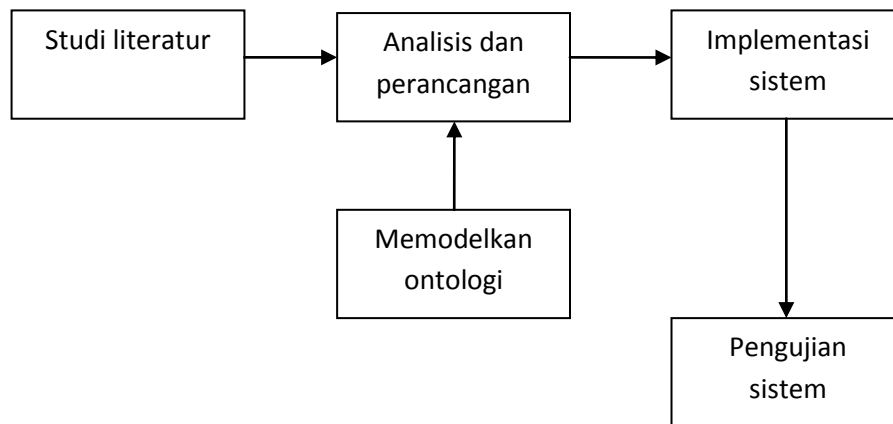 Studi literatur
Analisis dan
perancangan
Implementasi
sistem
Memodelkan
ontologi
Pengujian
sistem